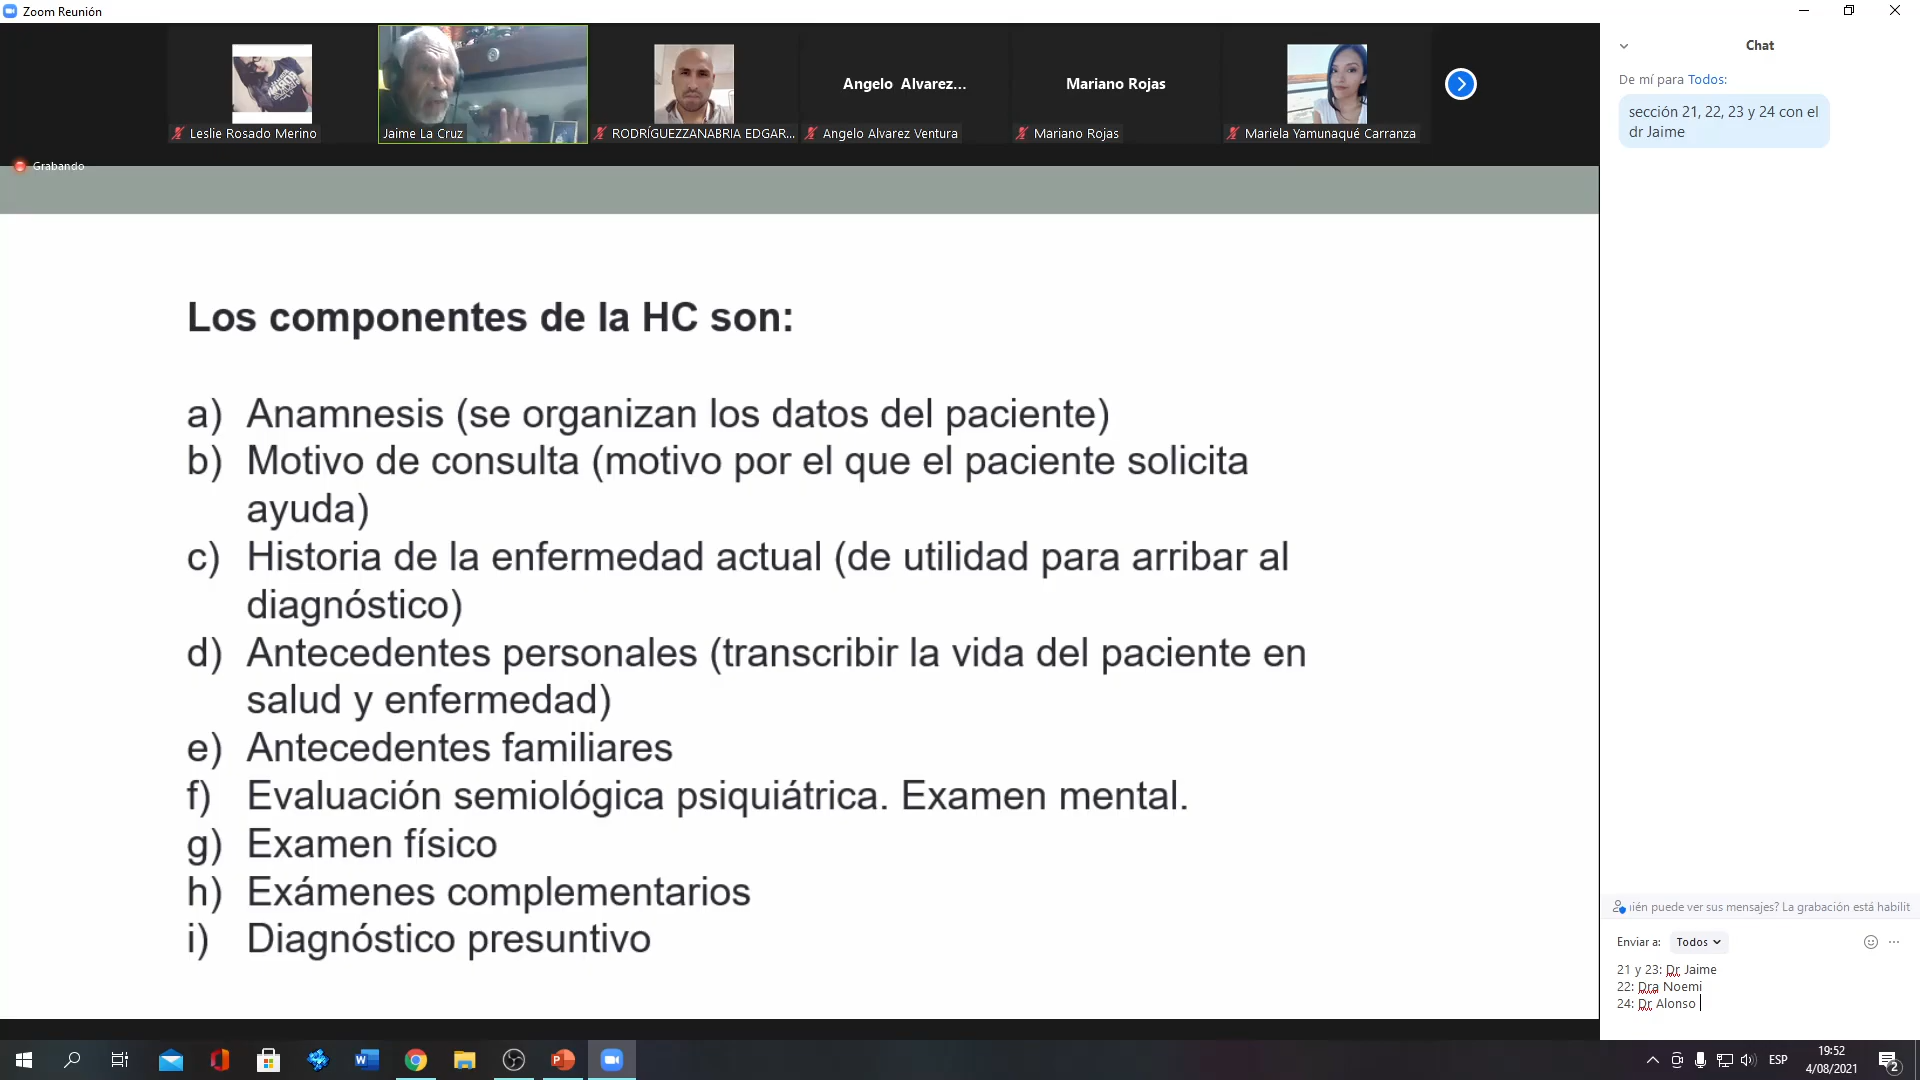 Zoom Reunión
Angelo Alvarez...
Mariano Rojas
Leslie Rosado Merino
Jaime La Cruz
RODRÍGUEZZANABRIA EDGAR...
Angelo Alvarez Ventura
Mariano Rojas
Mariela Yamunaqué Carranza
Grabando
Los componentes de la HC son:
a) Anamnesis (se organizan los datos del paciente)
b) Motivo de consulta (motivo por el que el paciente solicita
ayuda)
c) Historia de la enfermedad actual (de utilidad para arribar al
diagnóstico)
d) Antecedentes personales (transcribir la vida del paciente en
salud y enfermedad)
e) Antecedentes familiares
f) Evaluación semiológica psiquiátrica. Examen mental.
g) Examen físico
h) Exámenes complementarios
i) Diagnóstico presuntivo
Chat
De mí para Todos:
sección 21, 22, 23 y 24 con el
dr Jaime
ién puede ver sus mensajes? La grabación está habilit
Enviar a: Todos
21 y 23: Dr Jaime
22: Dra Noemi
24: Dr Alonso
ESP
19:52
4/08/2021
2